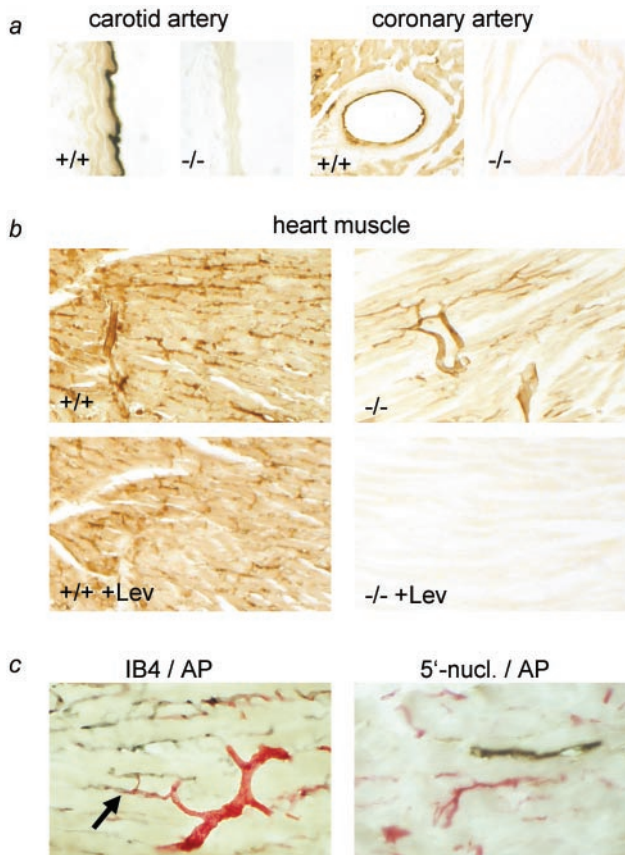 a
carotid artery
coronary artery
+/+
-/-
+/+
-/-
b
heart muscle
+/+
-/-
+/+ +Lev
-/- +Lev
c
IB4 / AP
5'-nucl. / AP